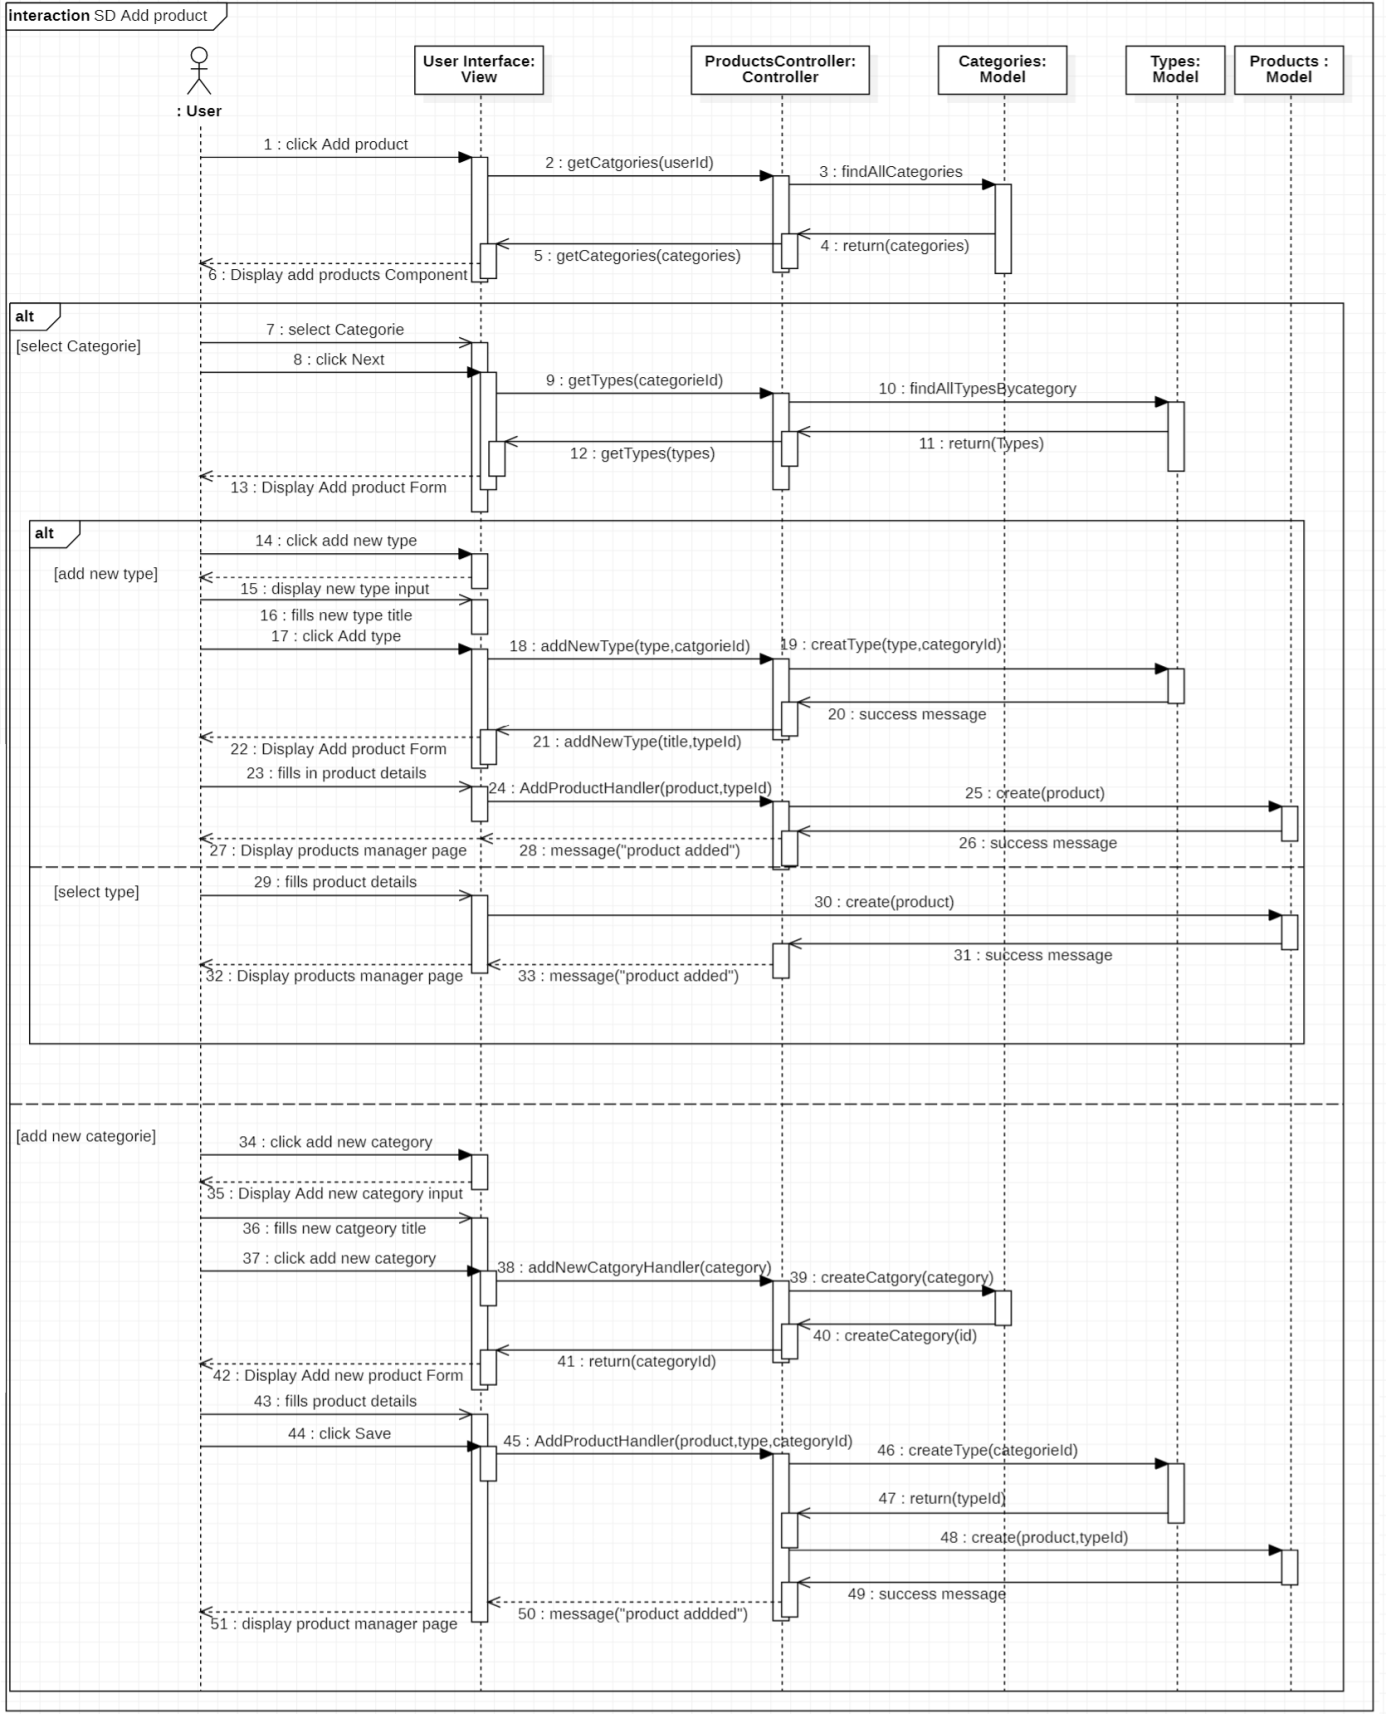 interaction SD Add product
: User
User Interface:
View
ProductsController:
Controller
Categories:
Model
Types:
Model
Products :
Model
1 : click Add product
2 : getCatgories(userId)
3 : findAllCategories
4 : return(categories)
5 : getCategories(categories)
6 : Display add products Component
alt
[select Categorie]
7 : select Categorie
8 : click Next
9 : getTypes(categorieId)
10 : findAllTypesBycategory
11 : return(Types)
12 : getTypes(types)
13 : Display Add product Form
alt
[add new type]
14 : click add new type
15 : display new type input
16 : fills new type title
17 : click Add type
18 : addNewType(type,catgorieId)
19 : creatType(type,categoryId)
20 : success message
21 : addNewType(title,typeId)
22 : Display Add product Form
23 : fills in product details
24 : AddProductHandler(product,typeId)
25 : create(product)
26 : success message
27 : Display products manager page
28 : message("product added")
[select type]
29 : fills product details
30 : create(product)
31 : success message
32 : Display products manager page
33 : message("product added")
[add new categorie]
34 : click add new category
35 : Display Add new category input
36 : fills new catgeory title
37 : click add new category
38 : addNewCatgoryHandler(category)
39 : createCatgory(category)
40 : createCategory(id)
41 : return(categoryId)
42 : Display Add new product Form
43 : fills product details
44 : click Save
45 : AddProductHandler(product,type,categoryId)
46 : createType(categorieId)
47 : return(typeId)
48 : create(product,typeId)
49 : success message
50 : message("product addded")
51 : display product manager page